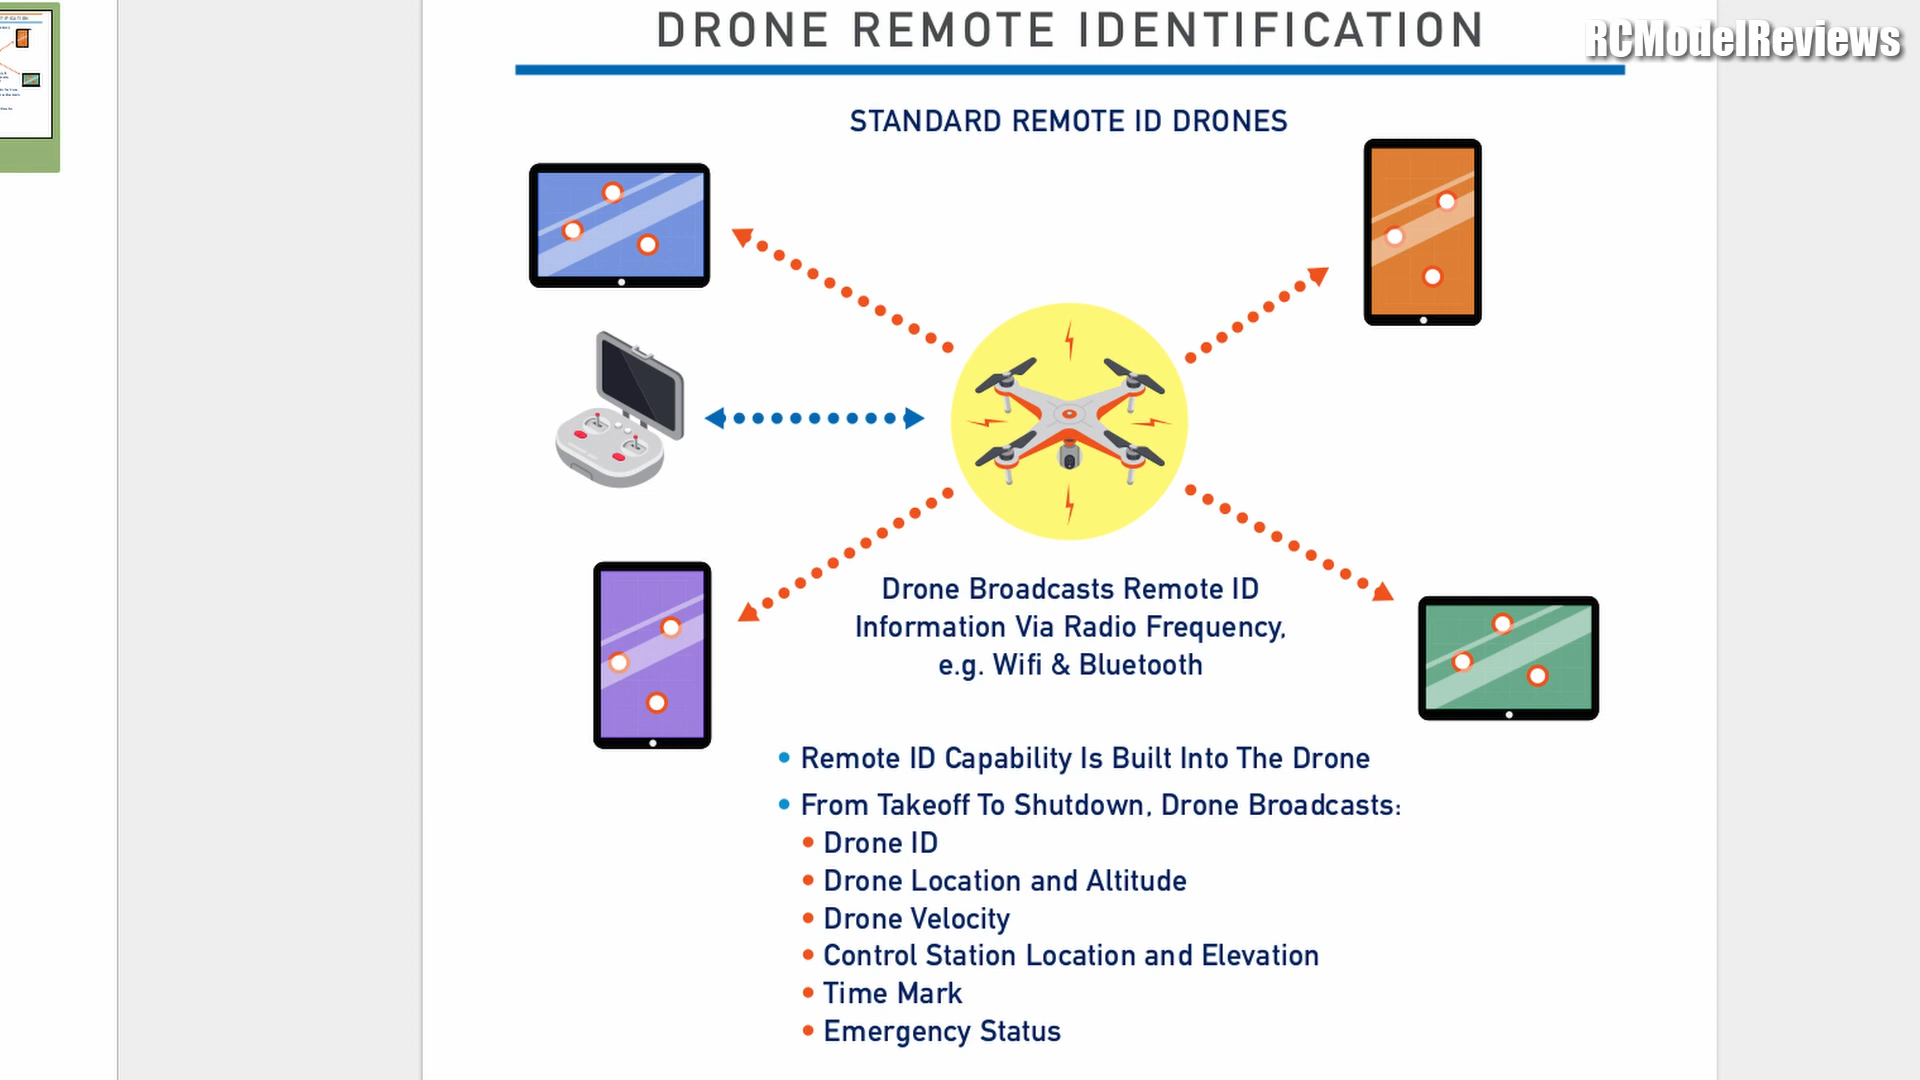 DRONE REMOTE IDENTIFICATION
RCModelReviews
STANDARD REMOTE ID DRONES
Drone Broadcasts Remote ID
Information Via Radio Frequency,
e.g. Wifi & Bluetooth
• Remote ID Capability Is Built Into The Drone
• From Takeoff To Shutdown, Drone Broadcasts:
• Drone ID
• Drone Location and Altitude
• Drone Velocity
• Control Station Location and Elevation
• Time Mark
• Emergency Status